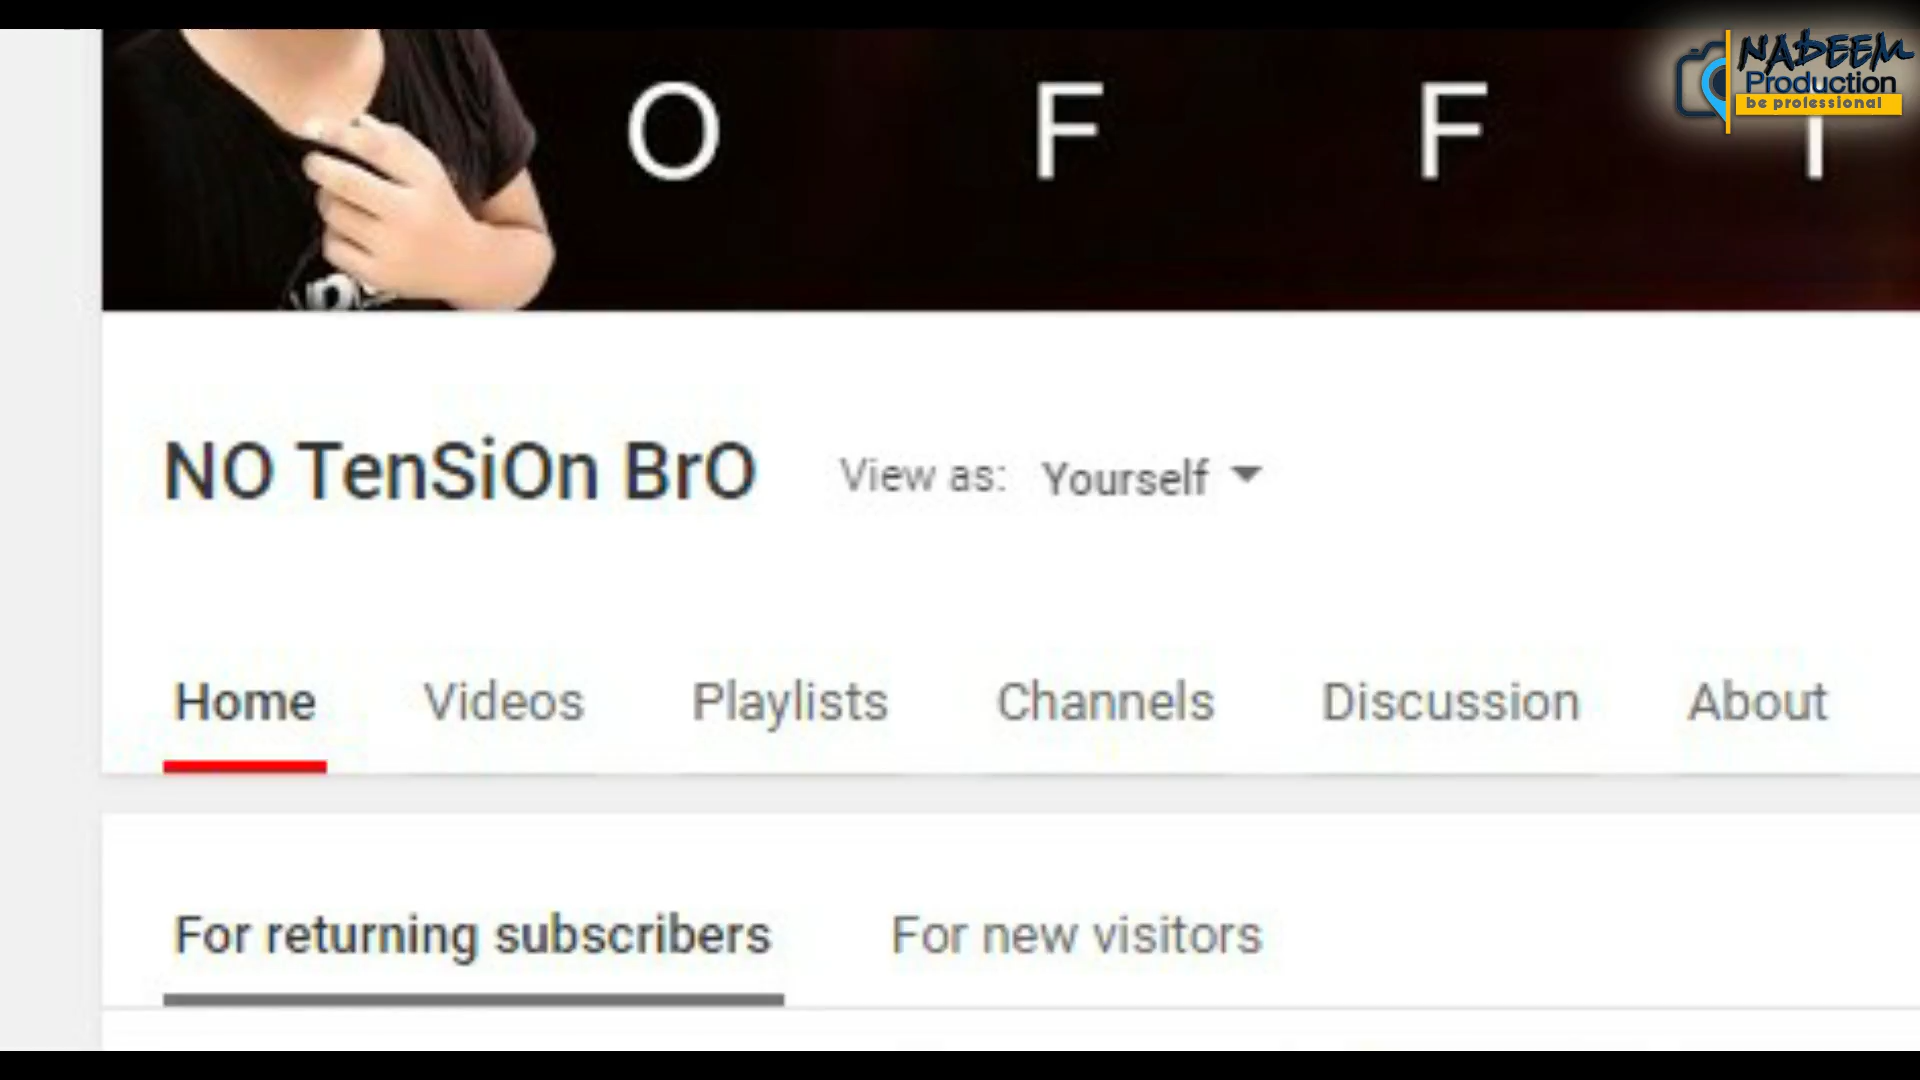 NADEEM
Production
be professional
O F F I
NO TenSiOn BrO View as: Yourself
Home Videos Playlists Channels Discussion About
For returning subscribers For new visitors